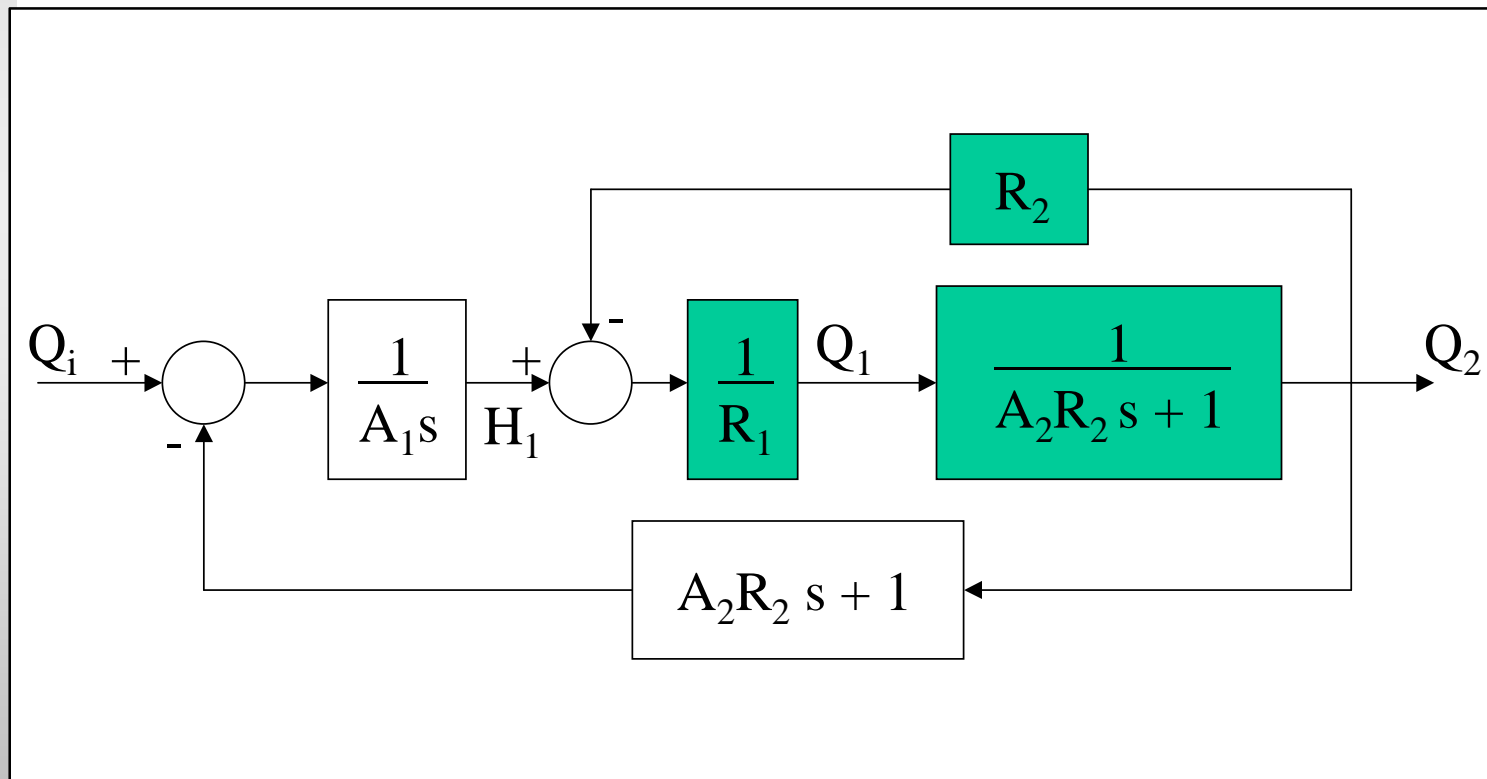 R₂
-
Qᵢ +
1
A₁s
+
H₁
1
R₁
Q₁
1
A₂R₂ s + 1
Q₂
-
A₂R₂ s + 1